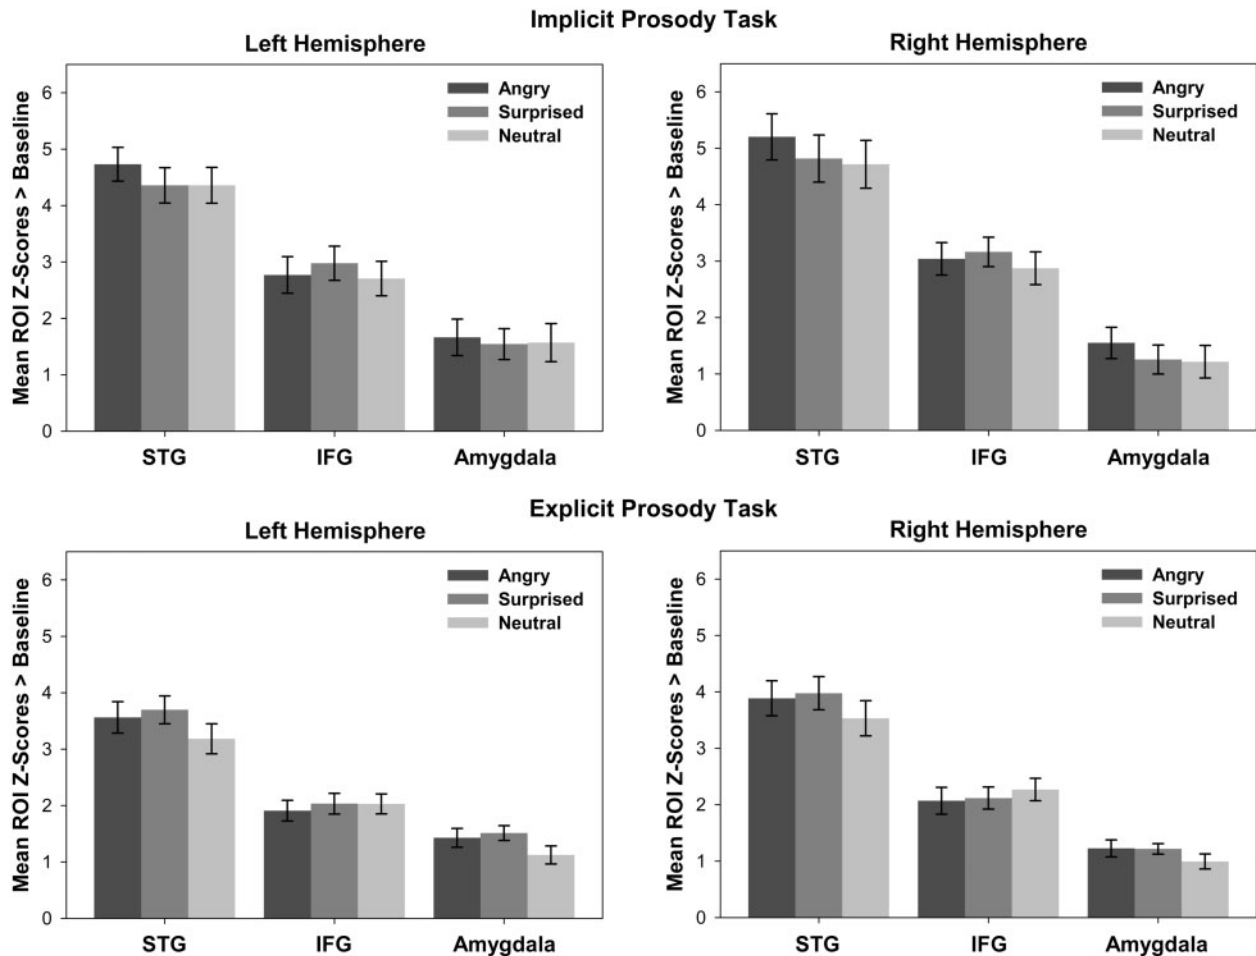 Implicit Prosody Task
Left Hemisphere
Right Hemisphere
Mean ROI Z-Scores > Baseline
6
5
4
3
2
1
0
Angry
Surprised
Neutral
STG IFG Amygdala
Mean ROI Z-Scores > Baseline
6
5
4
3
2
1
0
Angry
Surprised
Neutral
STG IFG Amygdala
Explicit Prosody Task
Left Hemisphere
Right Hemisphere
Mean ROI Z-Scores > Baseline
6
5
4
3
2
1
0
Angry
Surprised
Neutral
STG IFG Amygdala
Mean ROI Z-Scores > Baseline
6
5
4
3
2
1
0
Angry
Surprised
Neutral
STG IFG Amygdala